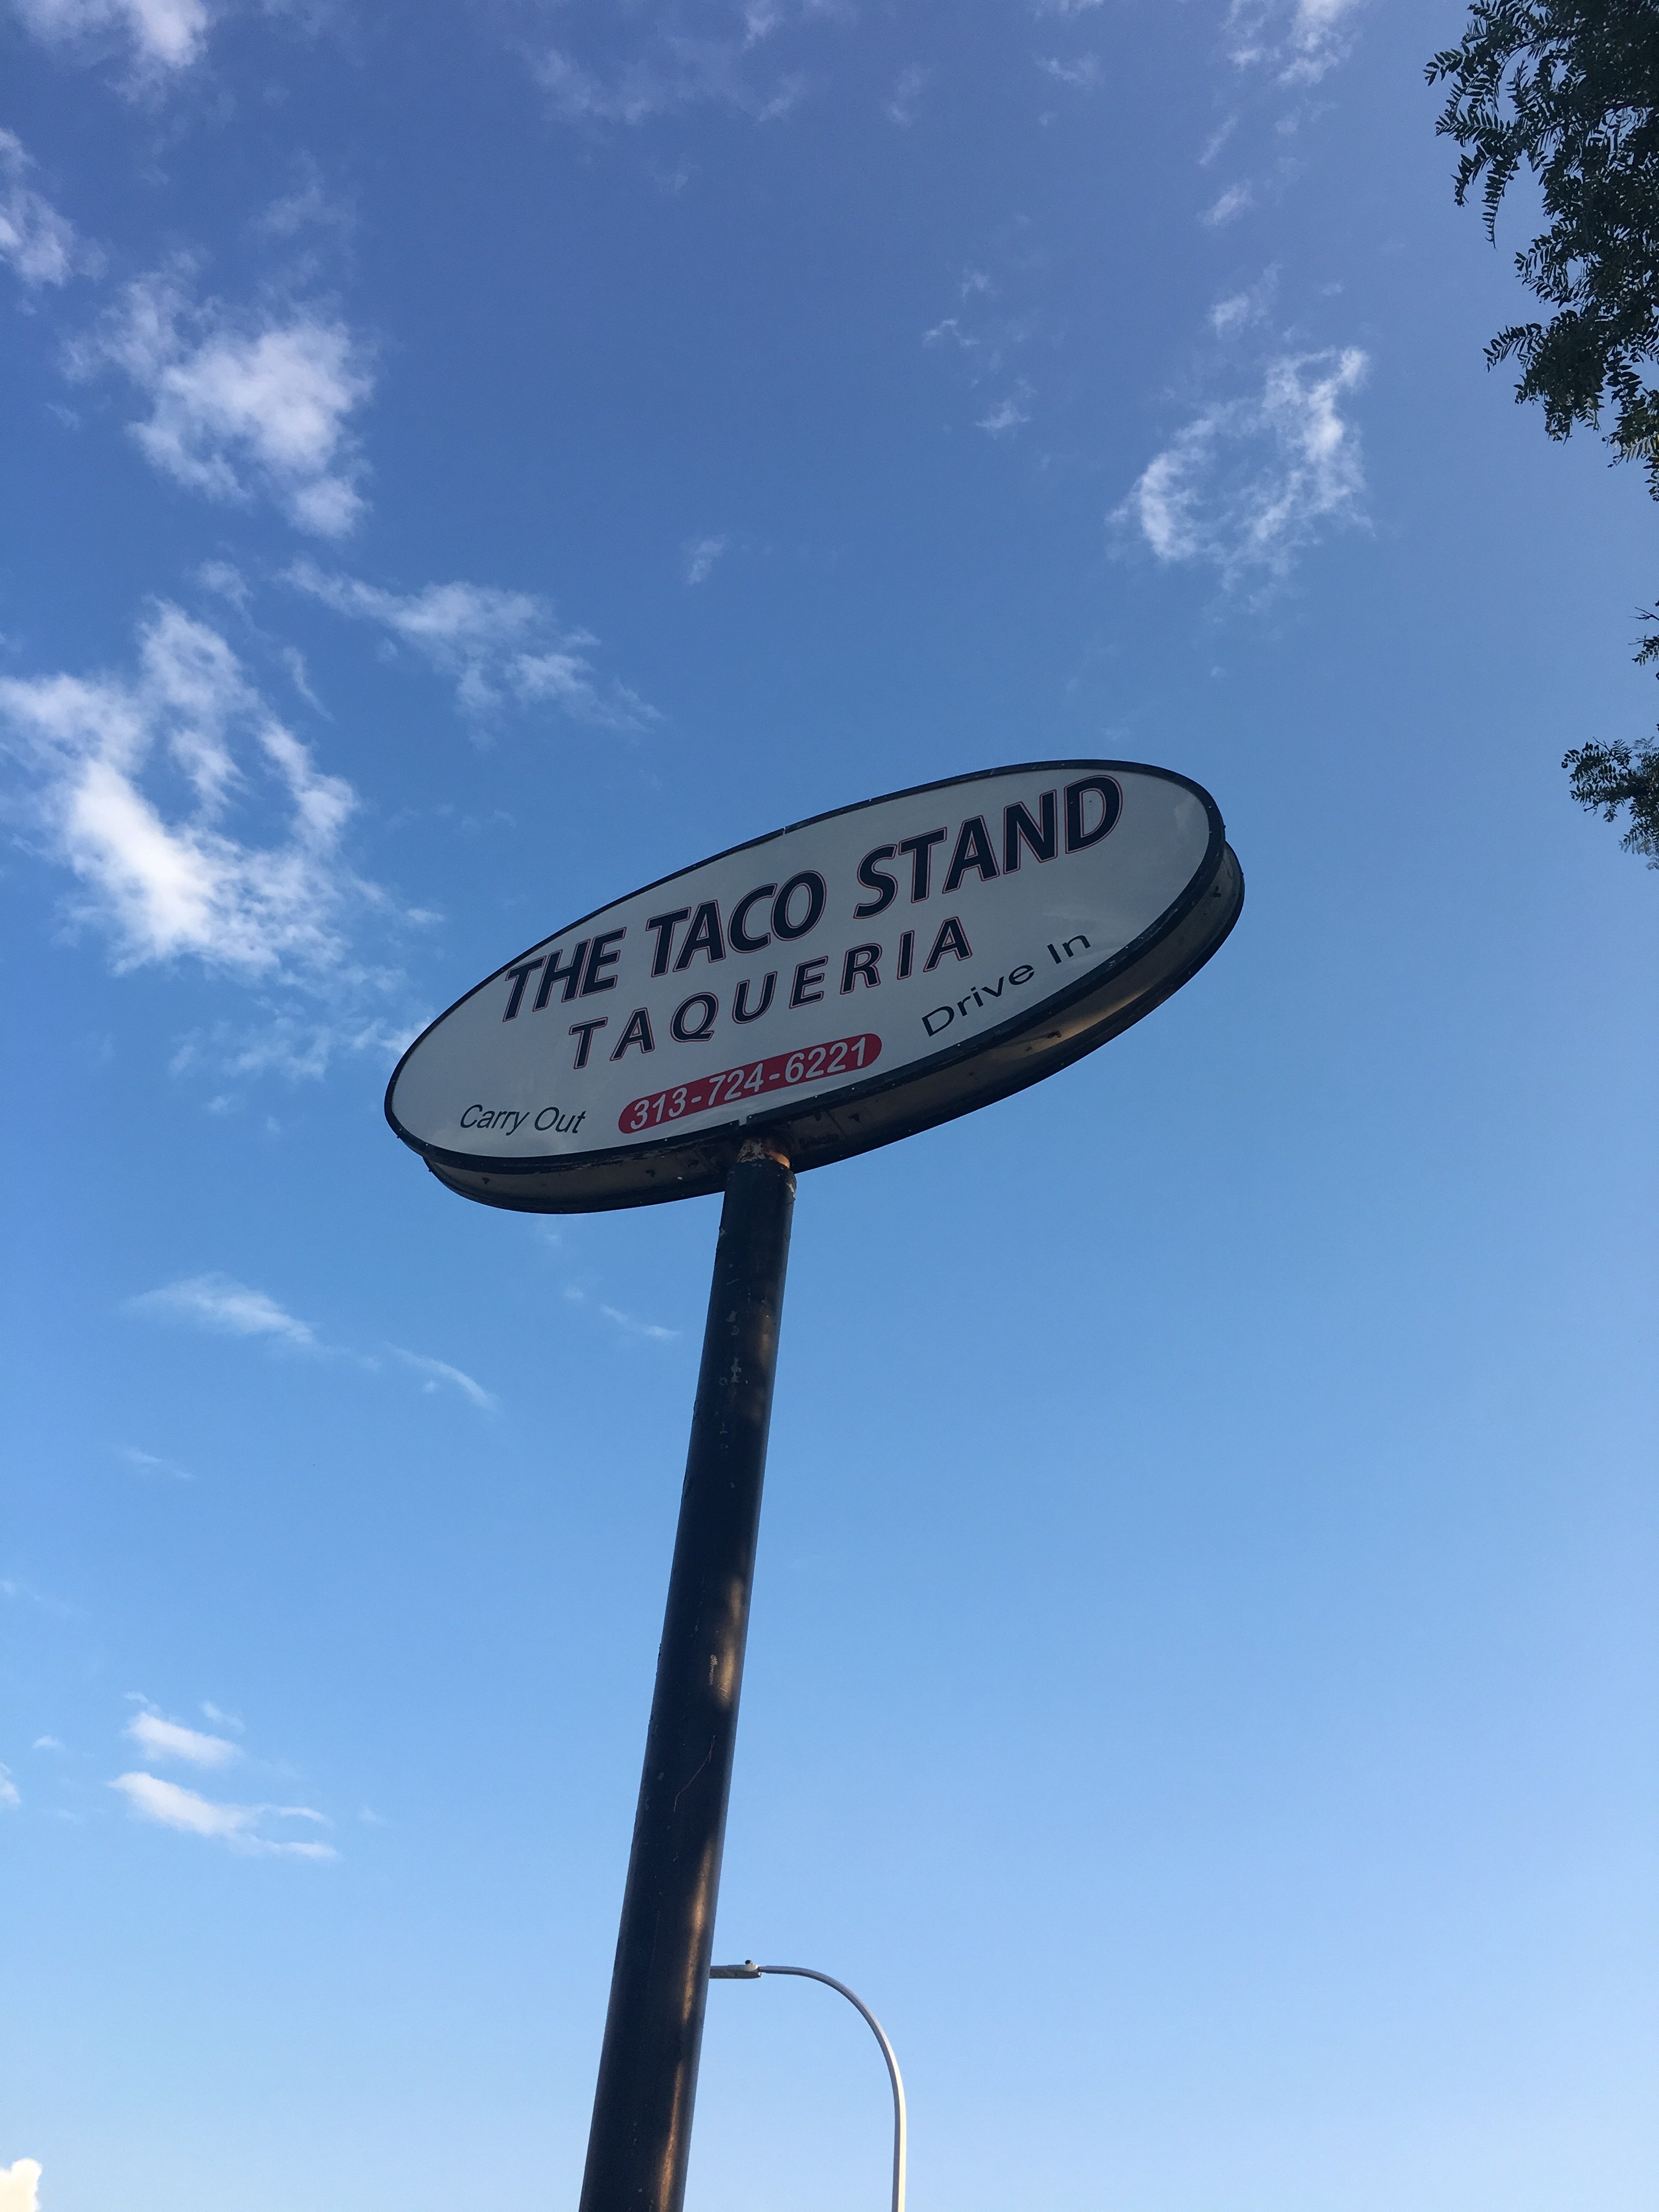 THE TACO STAND
TAQUERIA
Carry Out 313-724-6221 Drive In